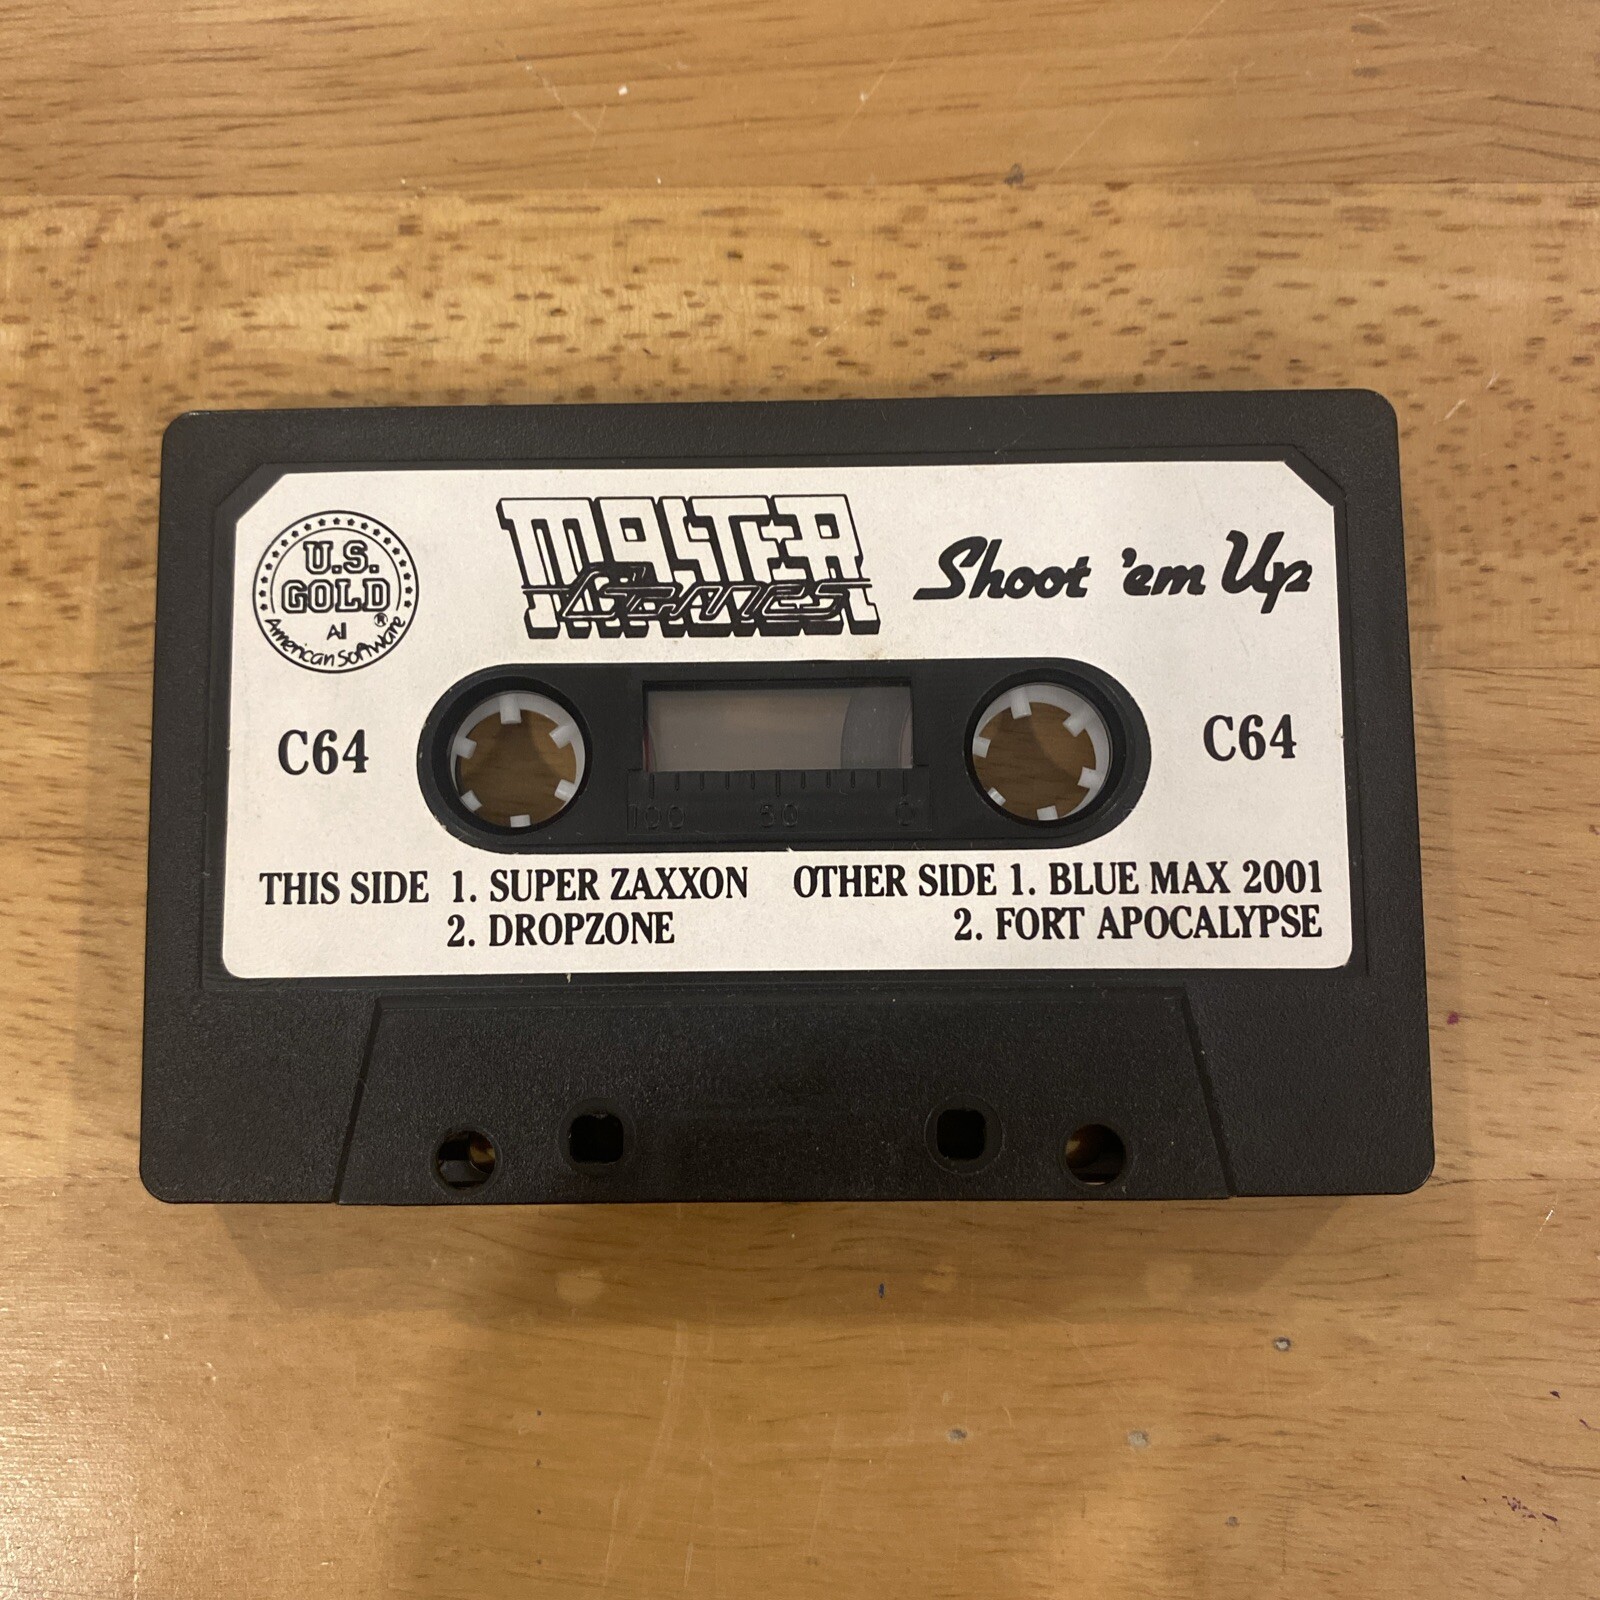 U.S.
GOLD
®
All
American Software
MASTER
Games
Shoot 'em Up
C64
C64
100 50 0
THIS SIDE 1. SUPER ZAXXON
2. DROPZONE
OTHER SIDE 1. BLUE MAX 2001
2. FORT APOCALYPSE